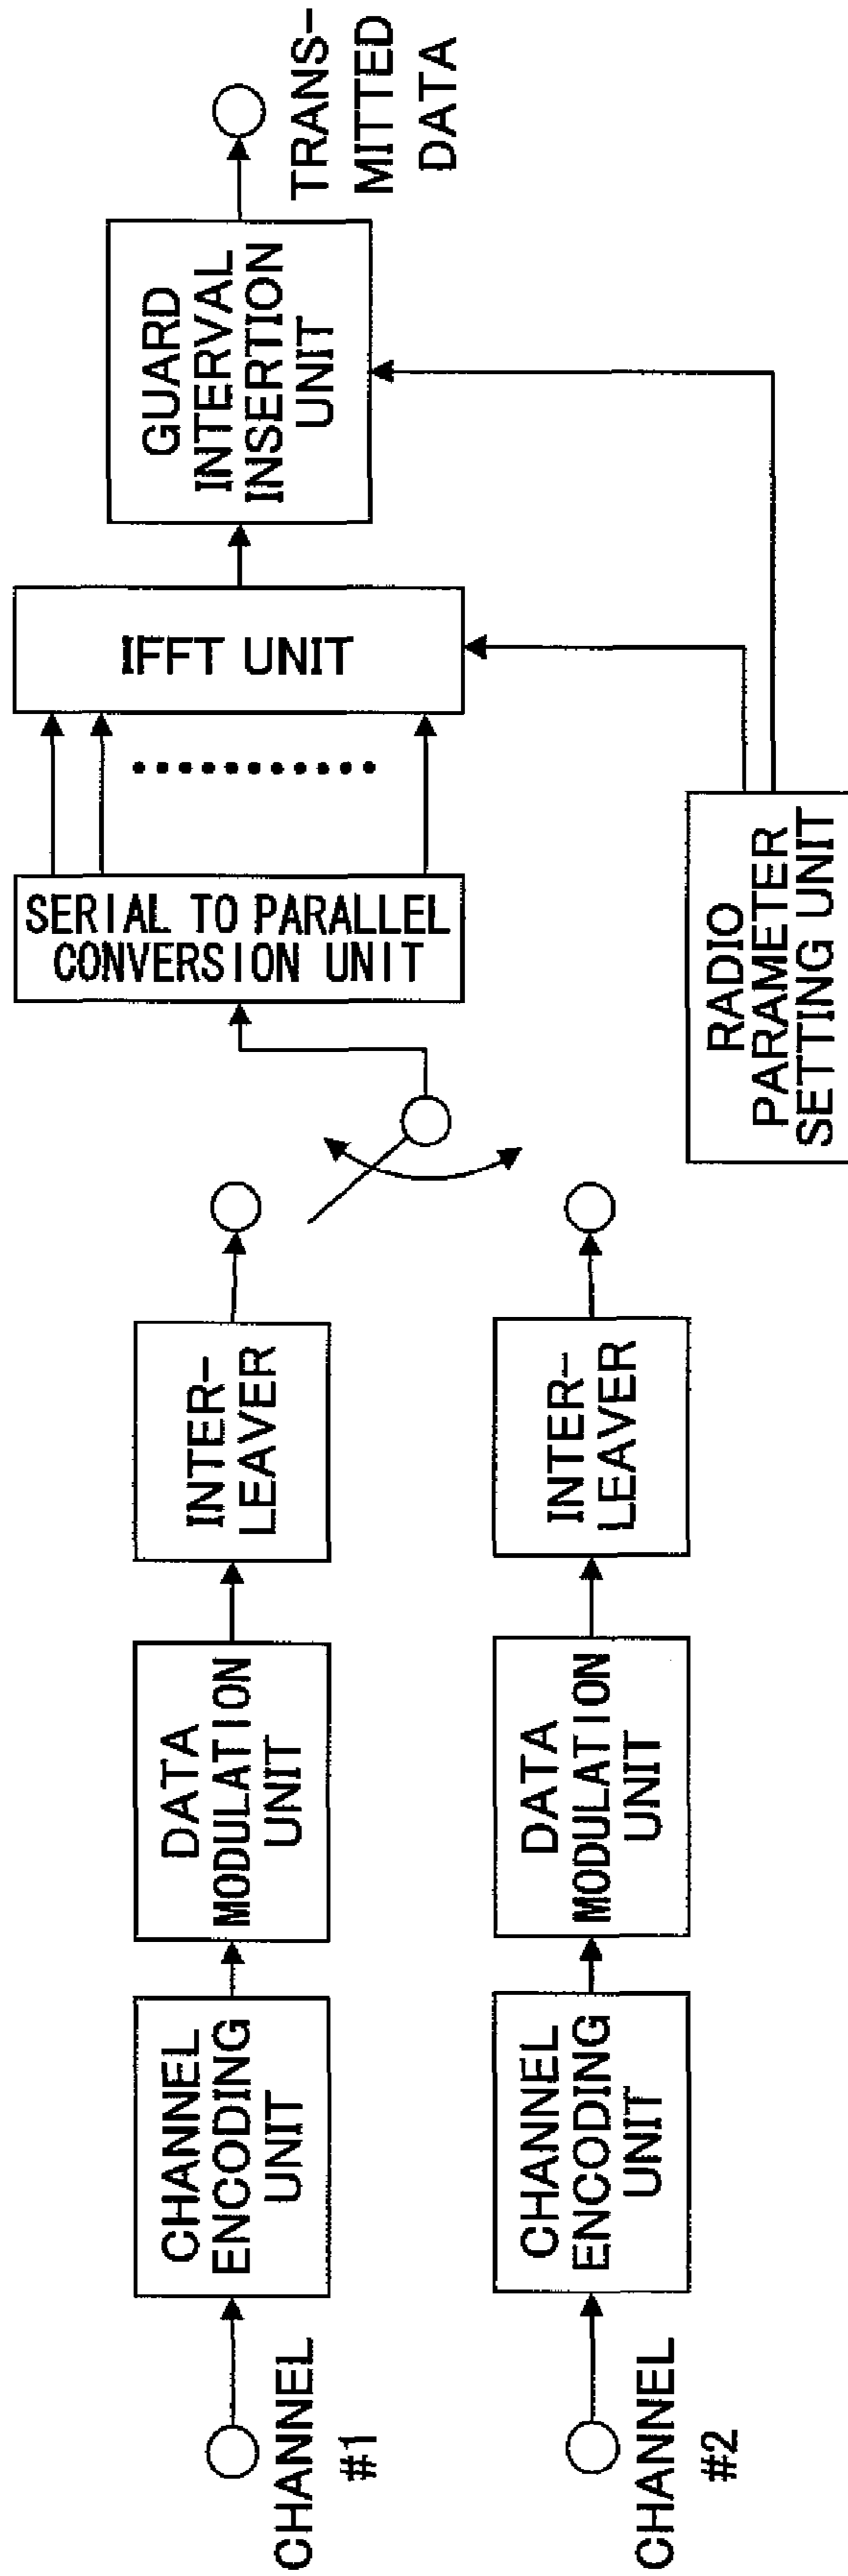 CHANNEL
#1
CHANNEL
ENCODING
UNIT
DATA
MODULATION
UNIT
INTER-
LEAVER
CHANNEL
#2
CHANNEL
ENCODING
UNIT
DATA
MODULATION
UNIT
INTER-
LEAVER
SERIAL TO PARALLEL
CONVERSION UNIT
IFFT UNIT
GUARD
INTERVAL
INSERTION
UNIT
TRANS-
MITTED
DATA
RADIO
PARAMETER
SETTING UNIT